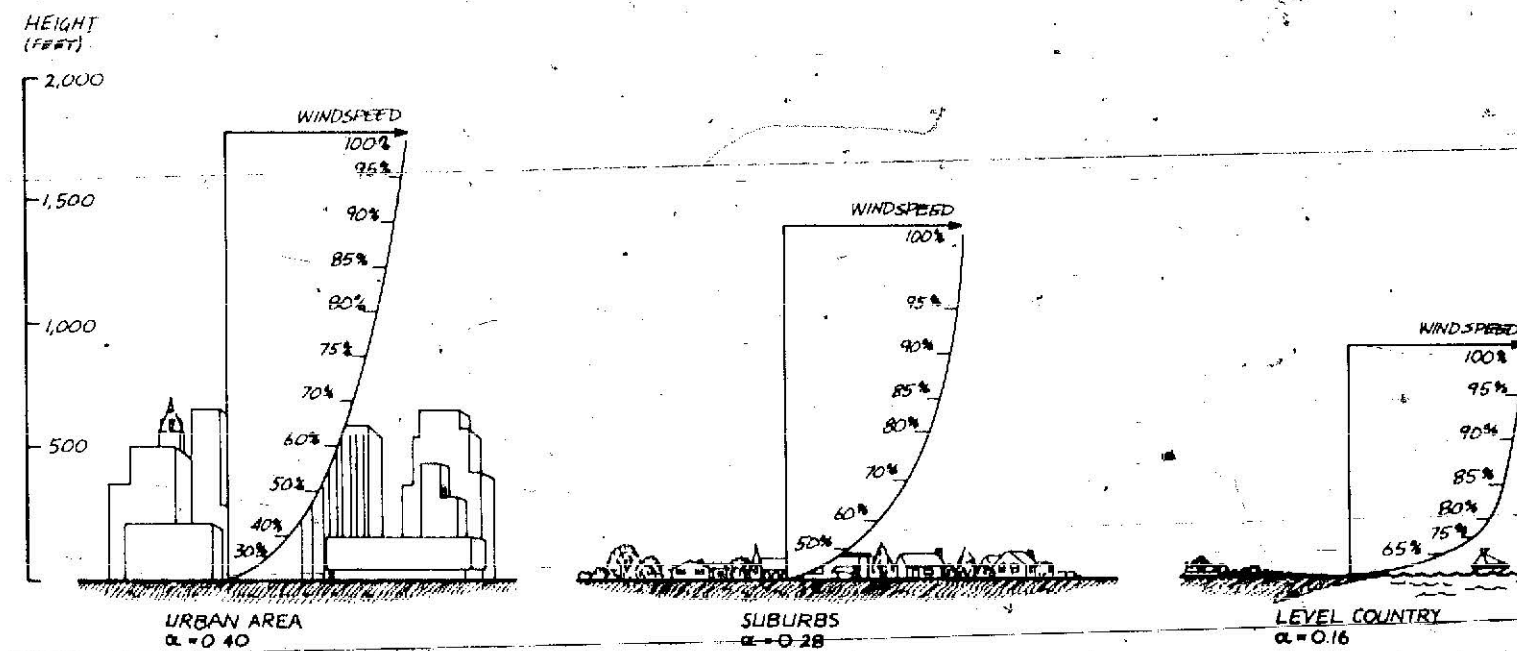 HEIGHT
(FEET)
2,000
1,500
1,000
500
WINDSPEED
100%
95%
90%
85%
80%
75%
70%
60%
50%
40%
30%
URBAN AREA
α = 0.40
WINDSPEED
100%
95%
90%
85%
80%
70%
60%
50%
SUBURBS
α = 0.28
WINDSPEED
100%
95%
90%
85%
80%
75%
65%
LEVEL COUNTRY
α = 0.16